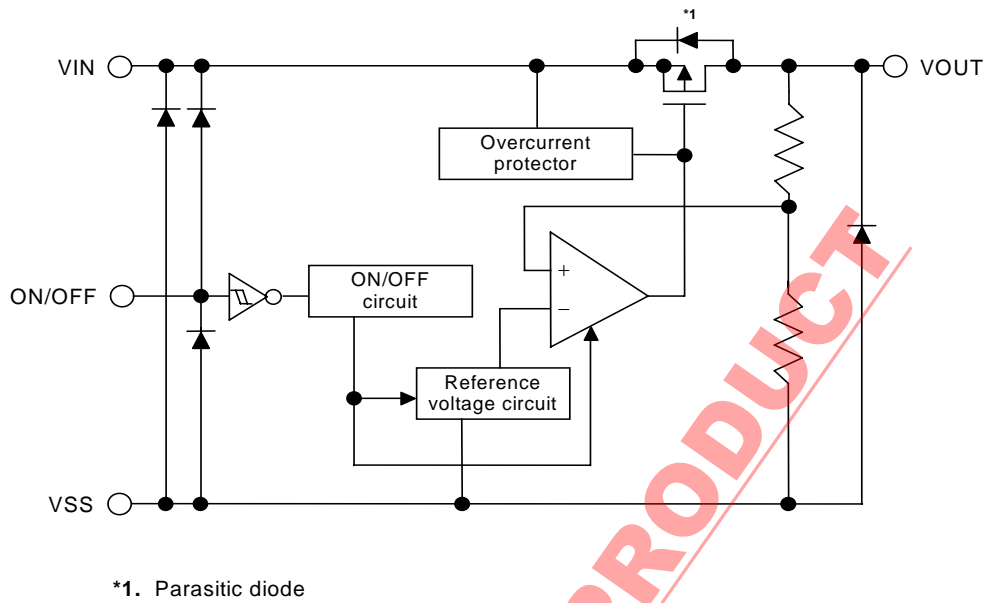 *1
VIN
VOUT
Overcurrent
protector
ON/OFF
ON/OFF
circuit
+
−
Reference
voltage circuit
VSS
PRODUCT
*1. Parasitic diode